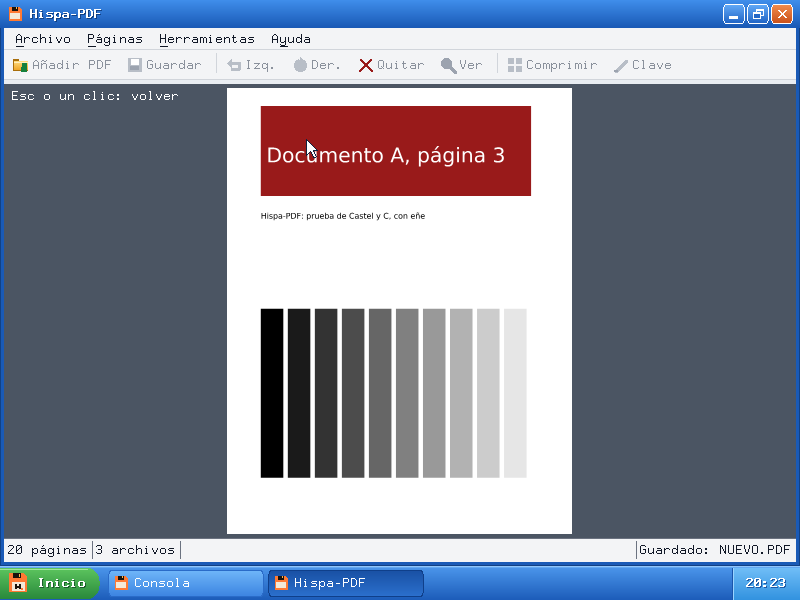 Hispa-PDF
Archivo Páginas Herramientas Ayuda
Añadir PDF Guardar Izq. Der. Quitar Ver Comprimir Clave
Esc o un clic: volver
Documento A, página 3
Hispa-PDF: prueba de Castel y C, con eñe
20 páginas 3 archivos Guardado: NUEVO.PDF
Inicio Consola Hispa-PDF 20:23